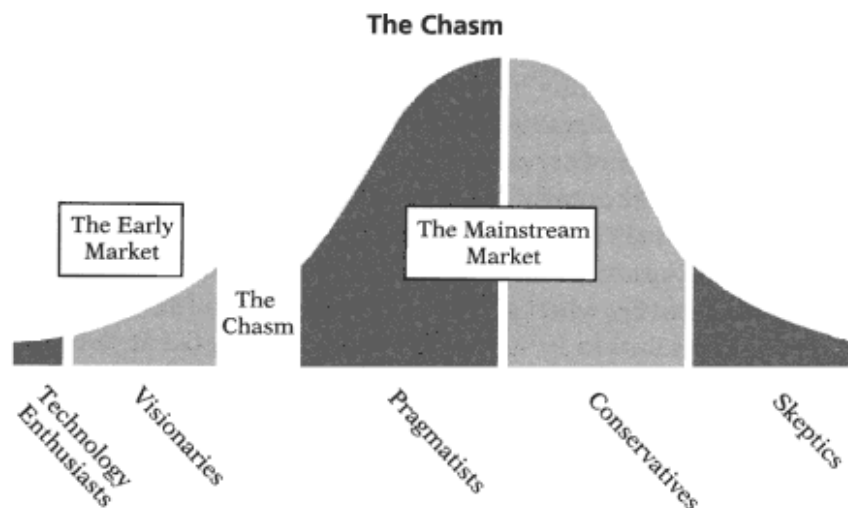 The Chasm
The Early
Market
The Mainstream
Market
The
Chasm
Technology
Enthusiasts
Visionaries
Pragmatists
Conservatives
Skeptics